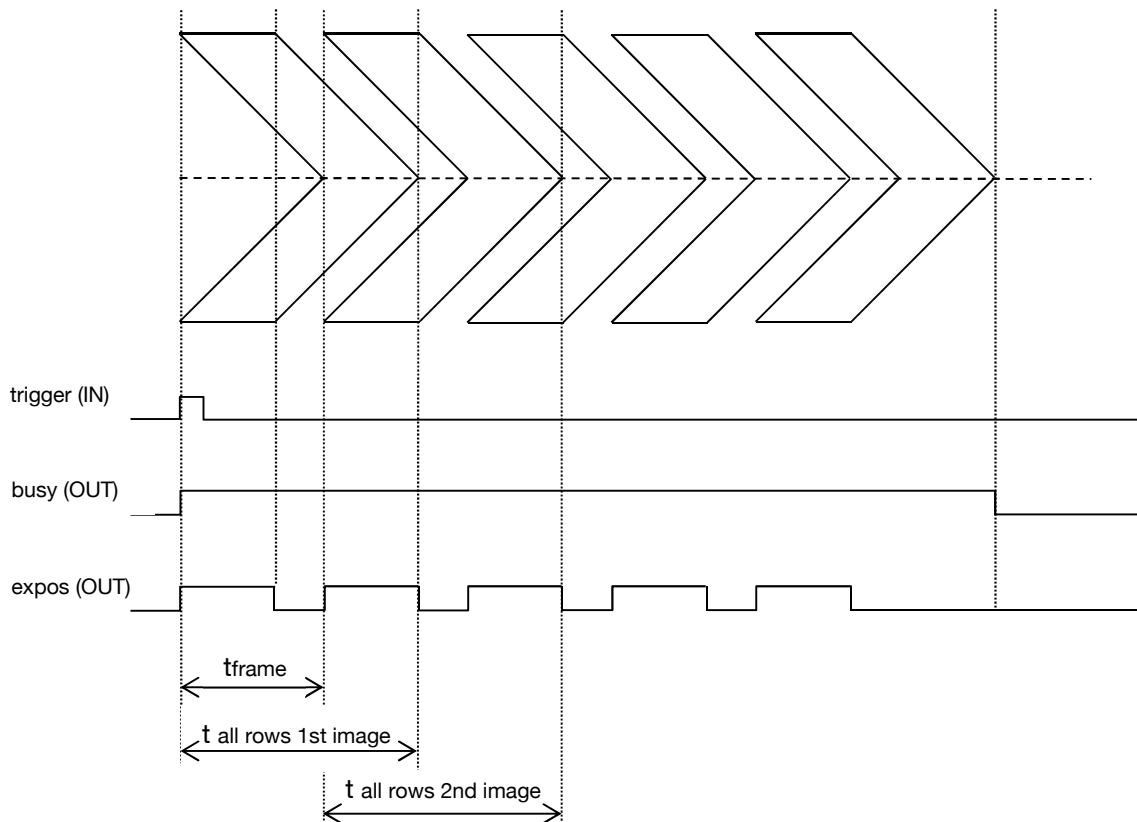 trigger (IN)
busy (OUT)
expos (OUT)
tframe
t all rows 1st image
t all rows 2nd image